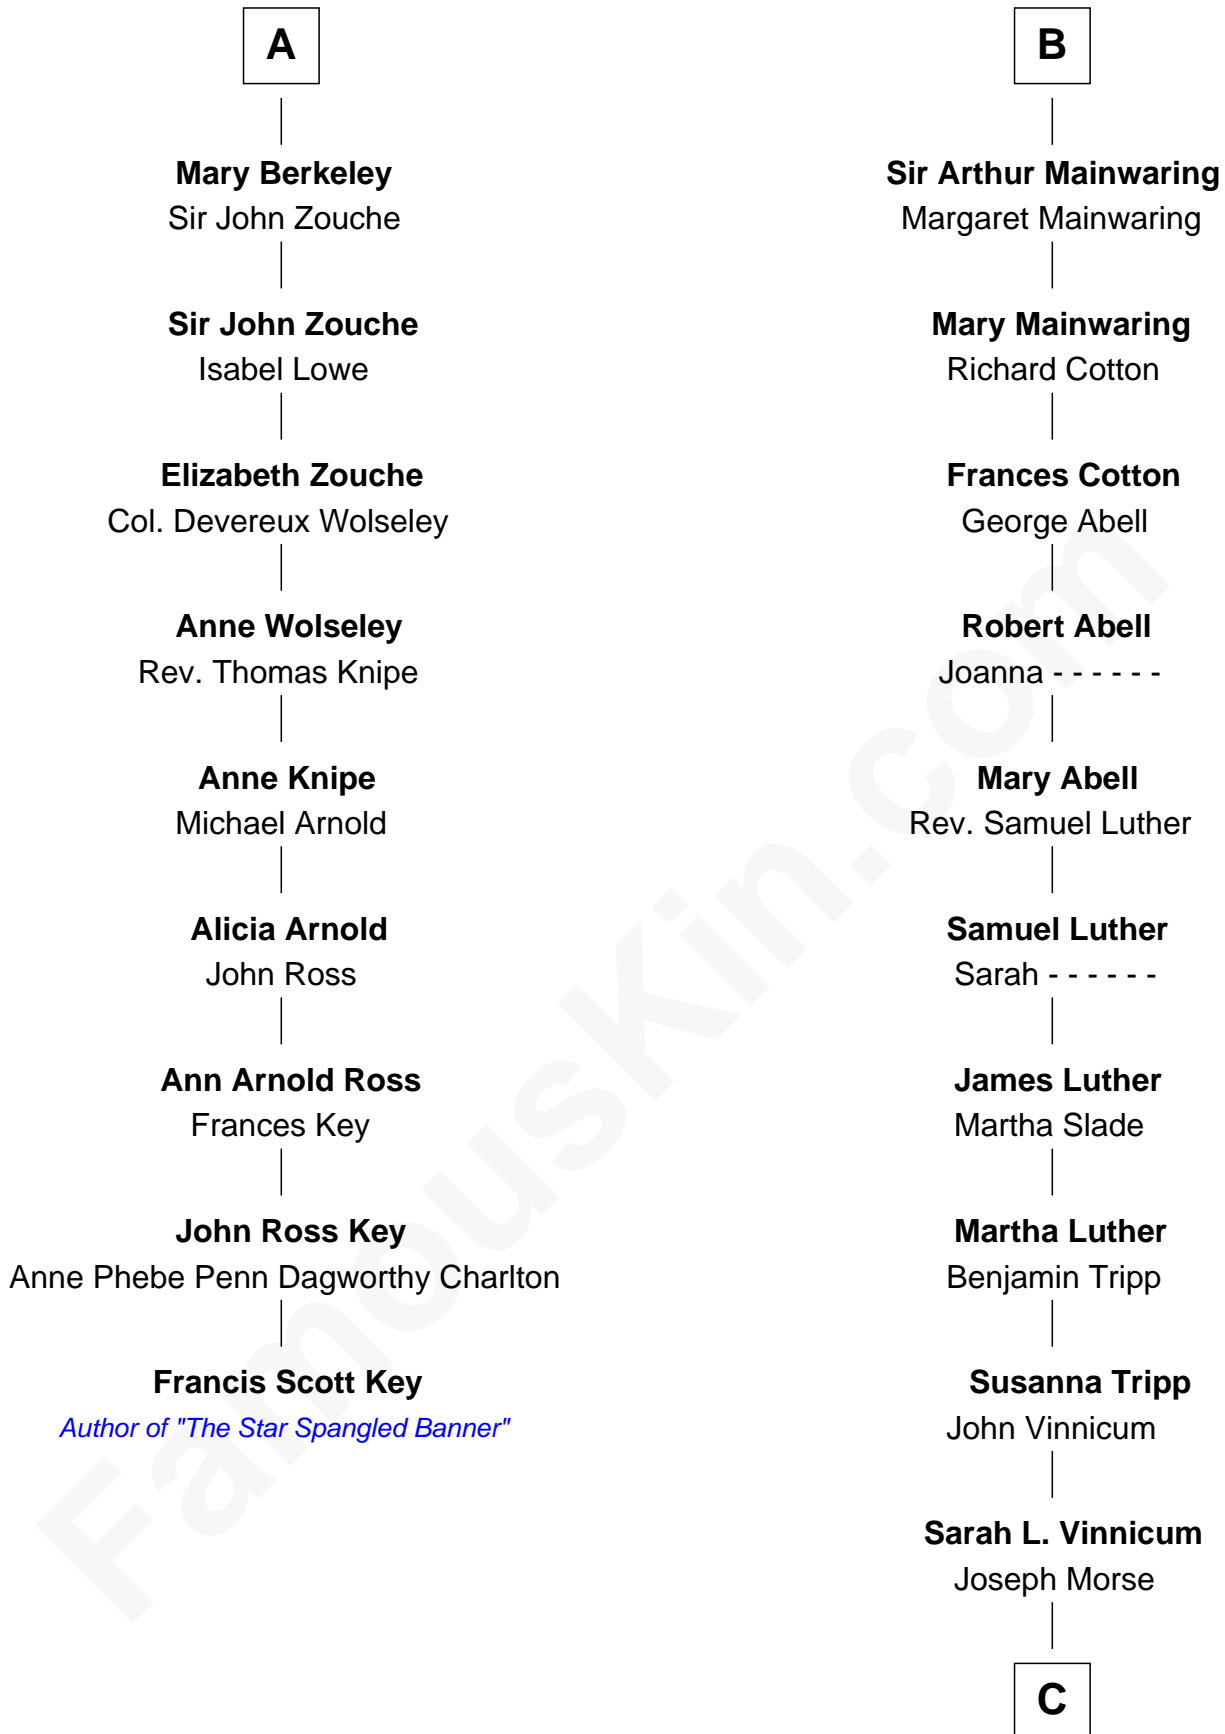 A
Mary Berkeley
Sir John Zouche
Sir John Zouche
Isabel Lowe
Elizabeth Zouche
Col. Devereux Wolseley
Anne Wolseley
Rev. Thomas Knipe
Anne Knipe
Michael Arnold
Alicia Arnold
John Ross
Ann Arnold Ross
Frances Key
John Ross Key
Anne Phebe Penn Dagworthy Charlton
Francis Scott Key
Author of "The Star Spangled Banner"
B
Sir Arthur Mainwaring
Margaret Mainwaring
Mary Mainwaring
Richard Cotton
Frances Cotton
George Abell
Robert Abell
Joanna - - - - - -
Mary Abell
Rev. Samuel Luther
Samuel Luther
Sarah - - - - - -
James Luther
Martha Slade
Martha Luther
Benjamin Tripp
Susanna Tripp
John Vinnicum
Sarah L. Vinnicum
Joseph Morse
C
FamousKin.com